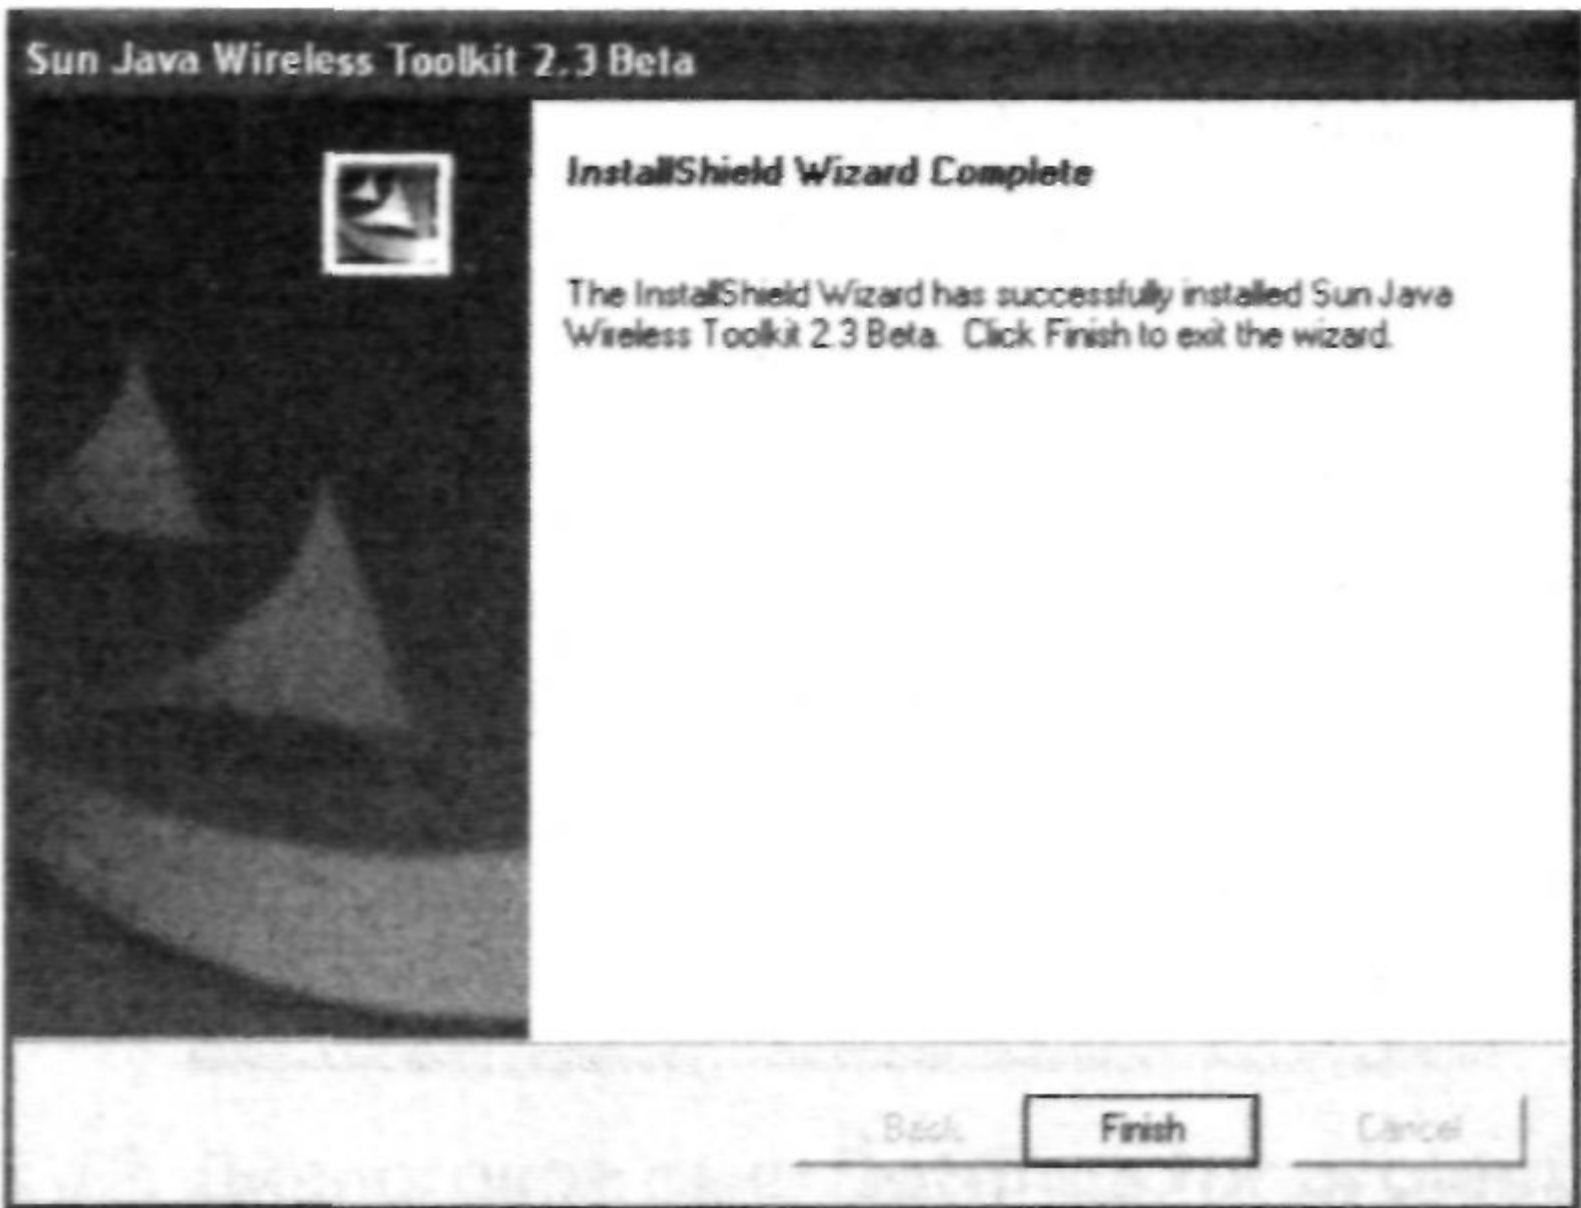 Sun Java Wireless Toolkit 2.3 Beta
InstallShield Wizard Complete
The InstallShield Wizard has successfully installed Sun Java
Wireless Toolkit 2.3 Beta. Click Finish to exit the wizard.
Back
Finish
Cancel